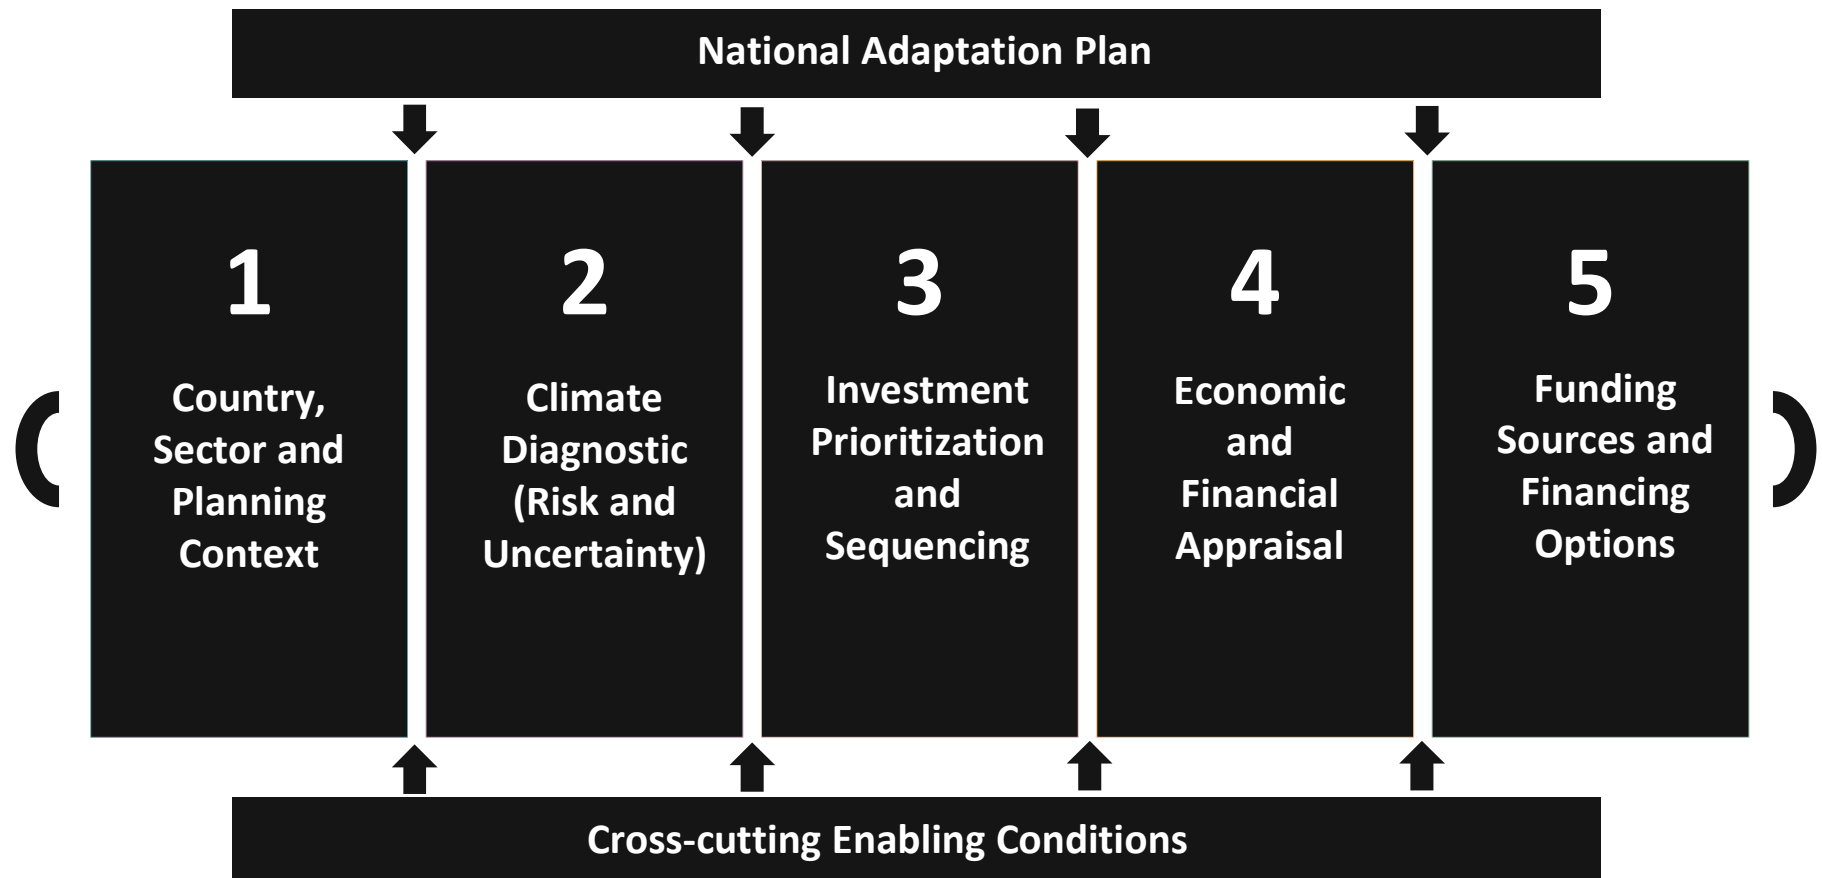 National Adaptation Plan
1
Country,
Sector and
Planning
Context
2
Climate
Diagnostic
(Risk and
Uncertainty)
3
Investment
Prioritization
and
Sequencing
4
Economic
and
Financial
Appraisal
5
Funding
Sources and
Financing
Options
Cross-cutting Enabling Conditions